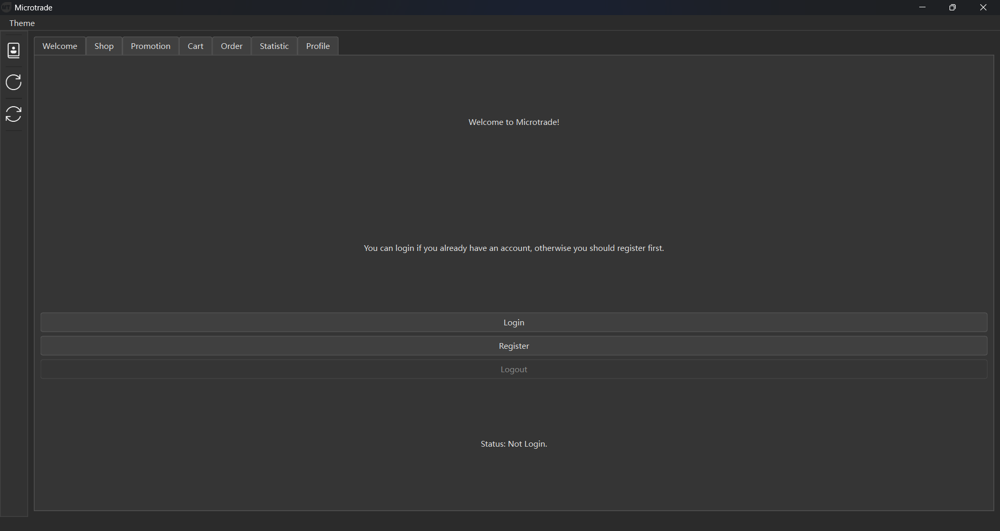 Microtrade
Theme
Welcome Shop Promotion Cart Order Statistic Profile
Welcome to Microtrade!
You can login if you already have an account, otherwise you should register first.
Login
Register
Logout
Status: Not Login.